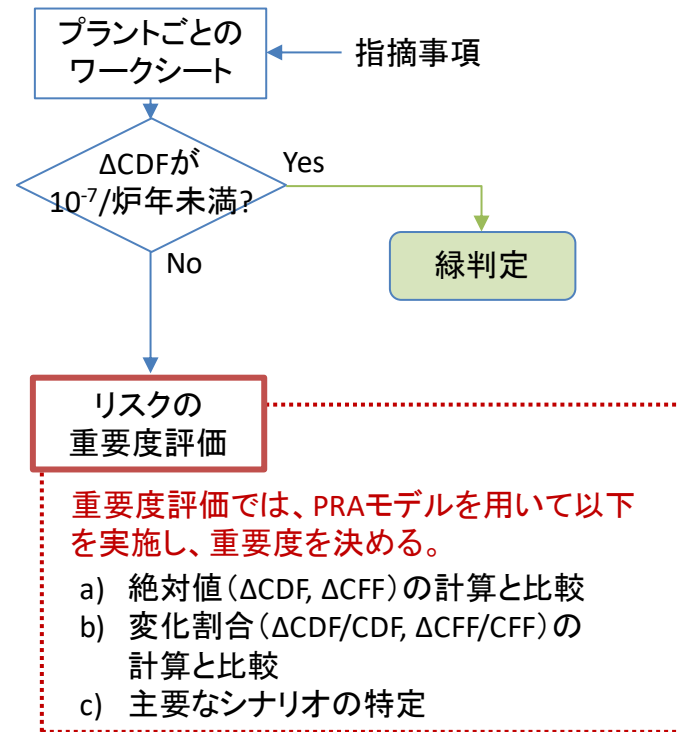 プラントごとの
ワークシート
指摘事項
ΔCDFが
10⁻⁷/炉年未満?
Yes
No
緑判定
リスクの
重要度評価
重要度評価では、PRAモデルを用いて以下
を実施し、重要度を決める。
a) 絶対値(ΔCDF, ΔCFF)の計算と比較
b) 変化割合(ΔCDF/CDF, ΔCFF/CFF)の
計算と比較
c) 主要なシナリオの特定